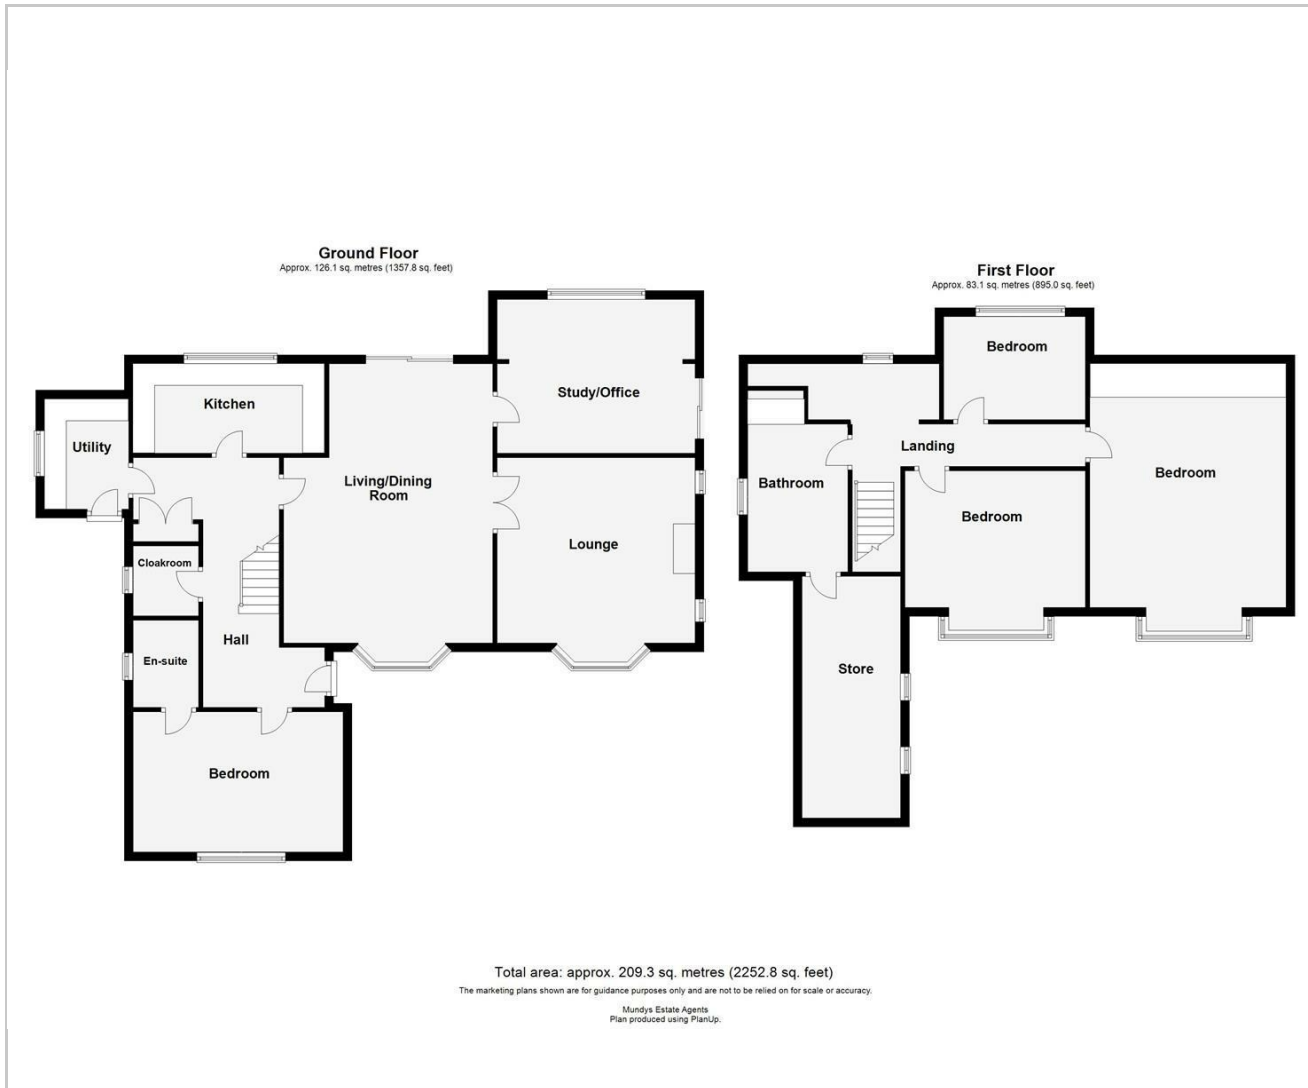 Ground Floor
Approx. 126.1 sq. metres (1357.8 sq. feet)
Kitchen
Utility
Study/Office
Living/Dining
Room
Lounge
Cloakroom
Hall
En-suite
Bedroom
First Floor
Approx. 83.1 sq. metres (895.0 sq. feet)
Bedroom
Landing
Bathroom
Bedroom
Bedroom
Store
Total area: approx. 209.3 sq. metres (2252.8 sq. feet)
The marketing plans shown are for guidance purposes only and are not to be relied on for scale or accuracy.
Mundys Estate Agents
Plan produced using PlanUp.